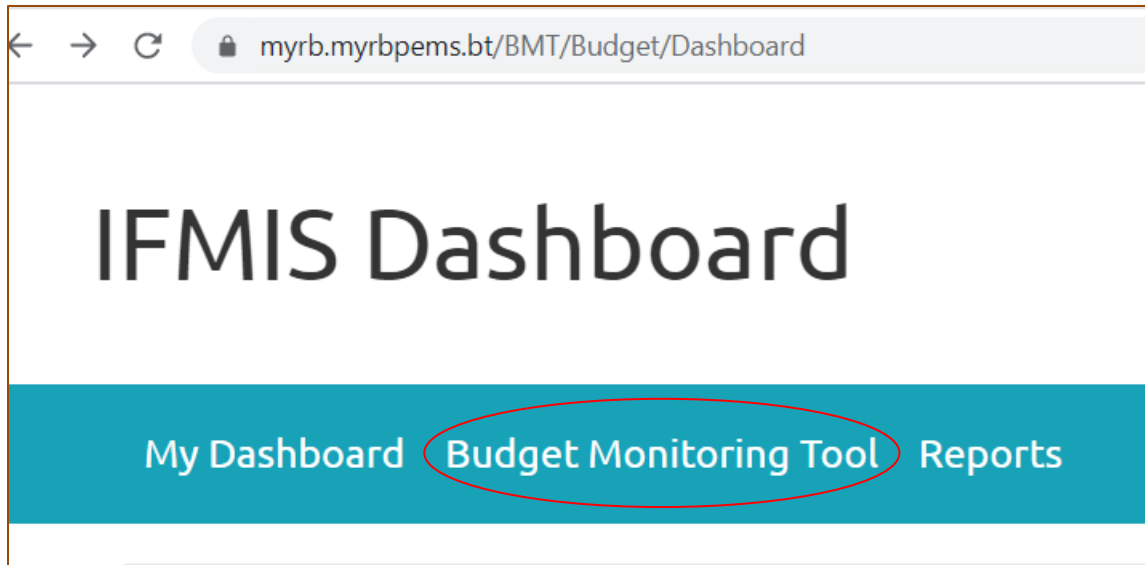 myrb.myrbpems.bt/BMT/Budget/Dashboard
IFMIS Dashboard
My Dashboard Budget Monitoring Tool Reports